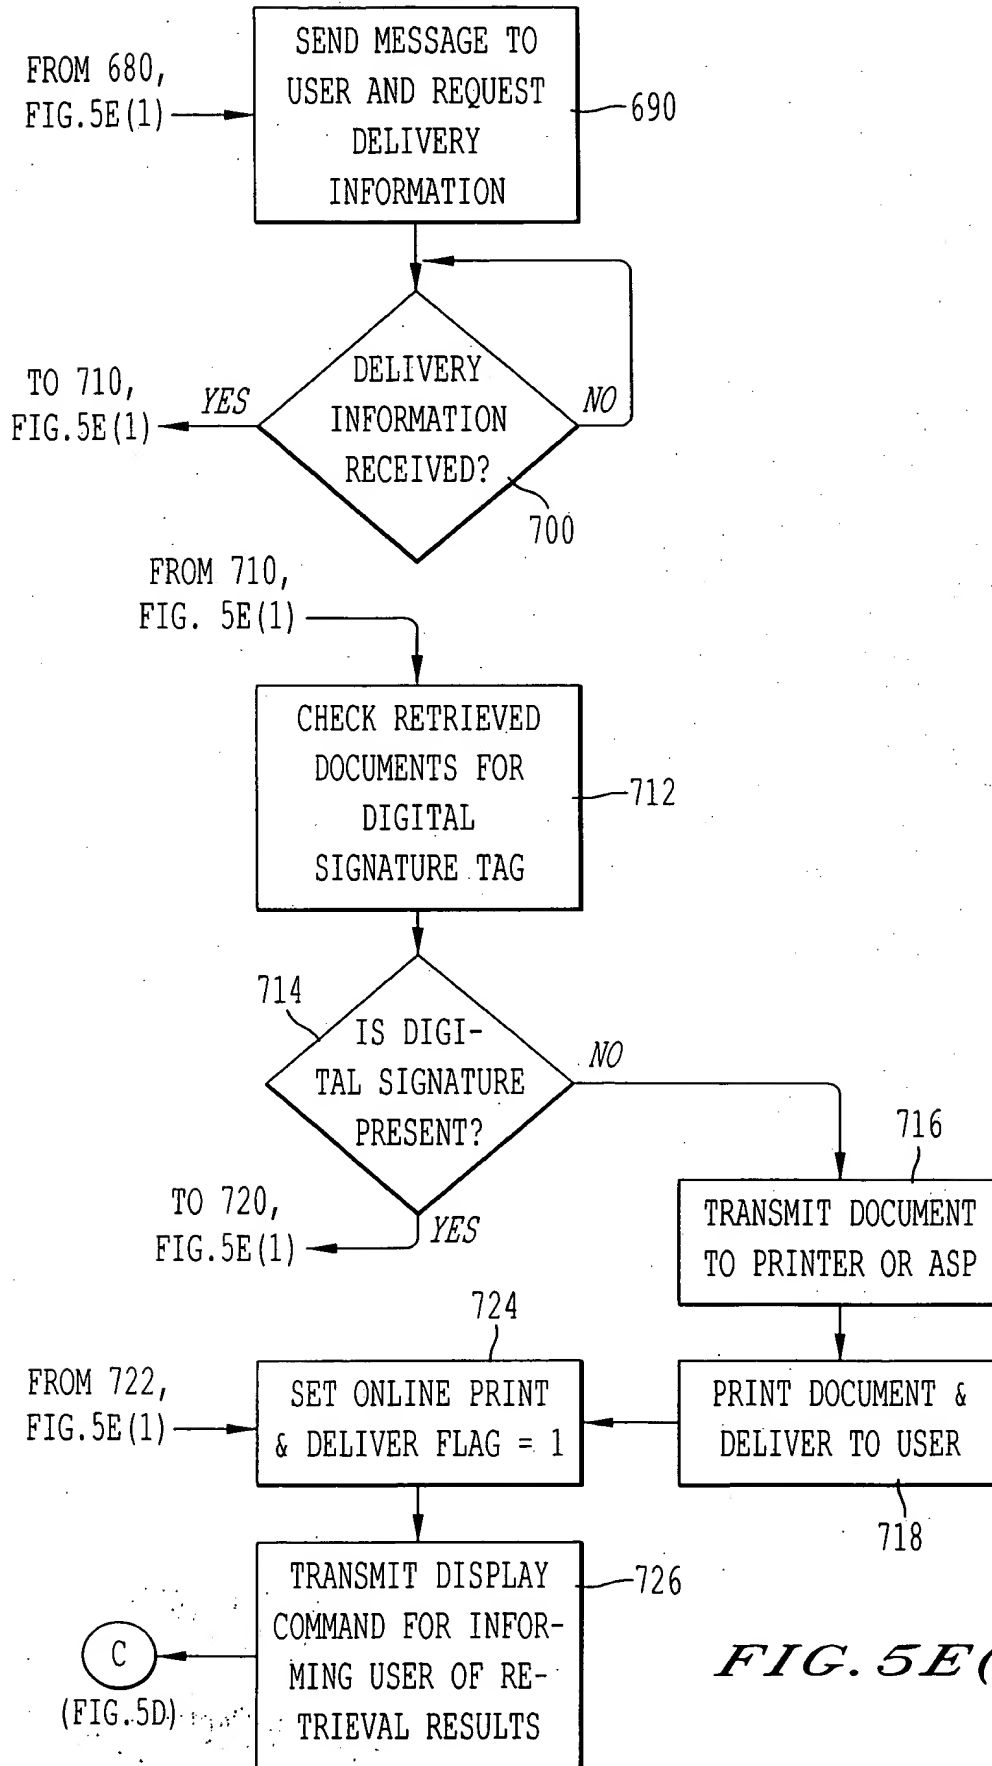 SEND MESSAGE TO
USER AND REQUEST
DELIVERY
INFORMATION
FROM 680,
FIG.5E(1)
690
DELIVERY
INFORMATION
RECEIVED?
TO 710,
FIG.5E(1)
YES
NO
700
FROM 710,
FIG. 5E(1)
CHECK RETRIEVED
DOCUMENTS FOR
DIGITAL
SIGNATURE TAG
712
714
IS DIGI-
TAL SIGNATURE
PRESENT?
NO
TO 720,
FIG.5E(1)
YES
716
TRANSMIT DOCUMENT
TO PRINTER OR ASP
724
FROM 722,
FIG.5E(1)
SET ONLINE PRINT
& DELIVER FLAG = 1
PRINT DOCUMENT &
DELIVER TO USER
718
TRANSMIT DISPLAY
COMMAND FOR INFOR-
MING USER OF RE-
TRIEVAL RESULTS
726
C
(FIG.5D)
FIG.5E(